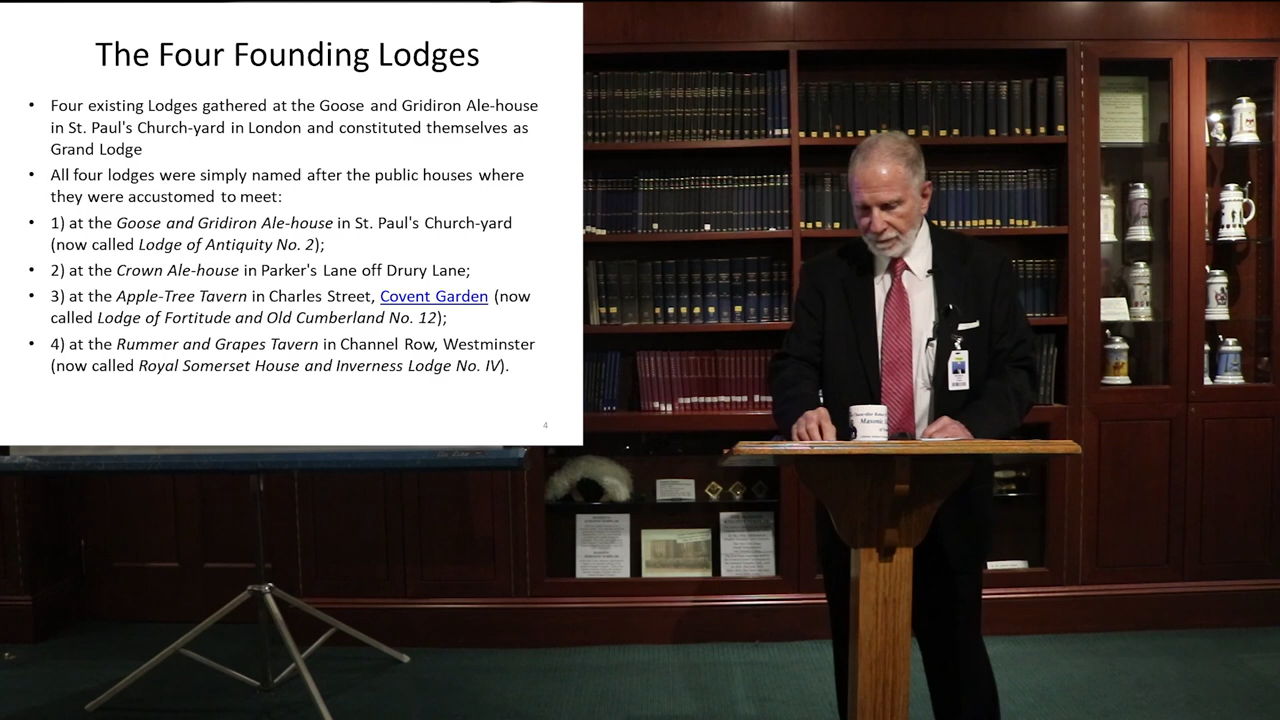 The Four Founding Lodges
• Four existing Lodges gathered at the Goose and Gridiron Ale-house
in St. Paul's Church-yard in London and constituted themselves as
Grand Lodge
• All four lodges were simply named after the public houses where
they were accustomed to meet:
• 1) at the Goose and Gridiron Ale-house in St. Paul's Church-yard
(now called Lodge of Antiquity No. 2);
• 2) at the Crown Ale-house in Parker's Lane off Drury Lane;
• 3) at the Apple-Tree Tavern in Charles Street, Covent Garden (now
called Lodge of Fortitude and Old Cumberland No. 12);
• 4) at the Rummer and Grapes Tavern in Channel Row, Westminster
(now called Royal Somerset House and Inverness Lodge No. IV).
4
Masonic